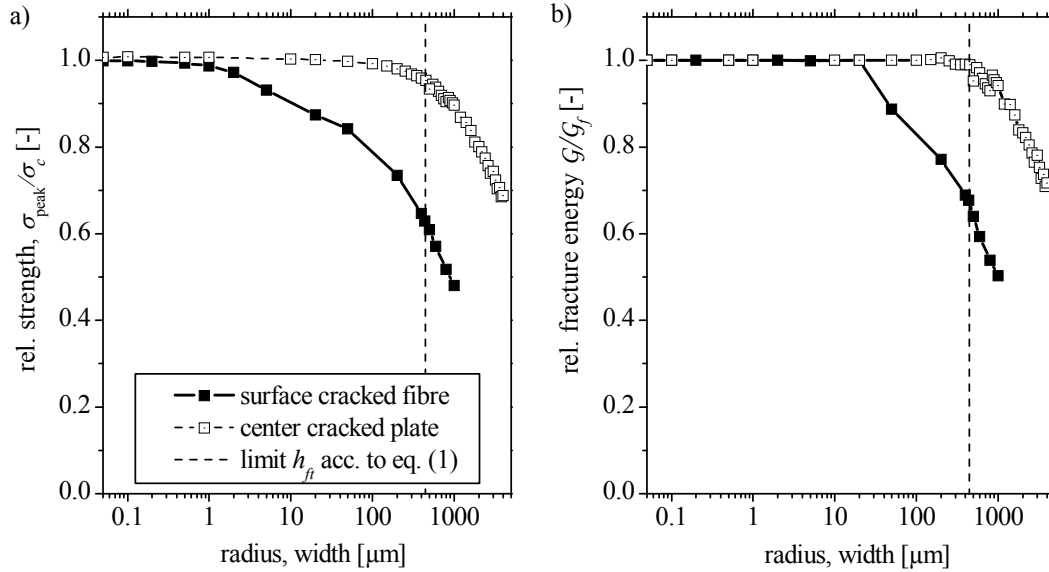 a)
rel. strength, σpeak/σc [-]
1.0
0.8
0.6
0.4
0.2
0.0
surface cracked fibre
center cracked plate
limit hft acc. to eq. (1)
0.1 1 10 100 1000
radius, width [µm]
b)
rel. fracture energy G/Gf [-]
1.0
0.8
0.6
0.4
0.2
0.0
0.1 1 10 100 1000
radius, width [µm]